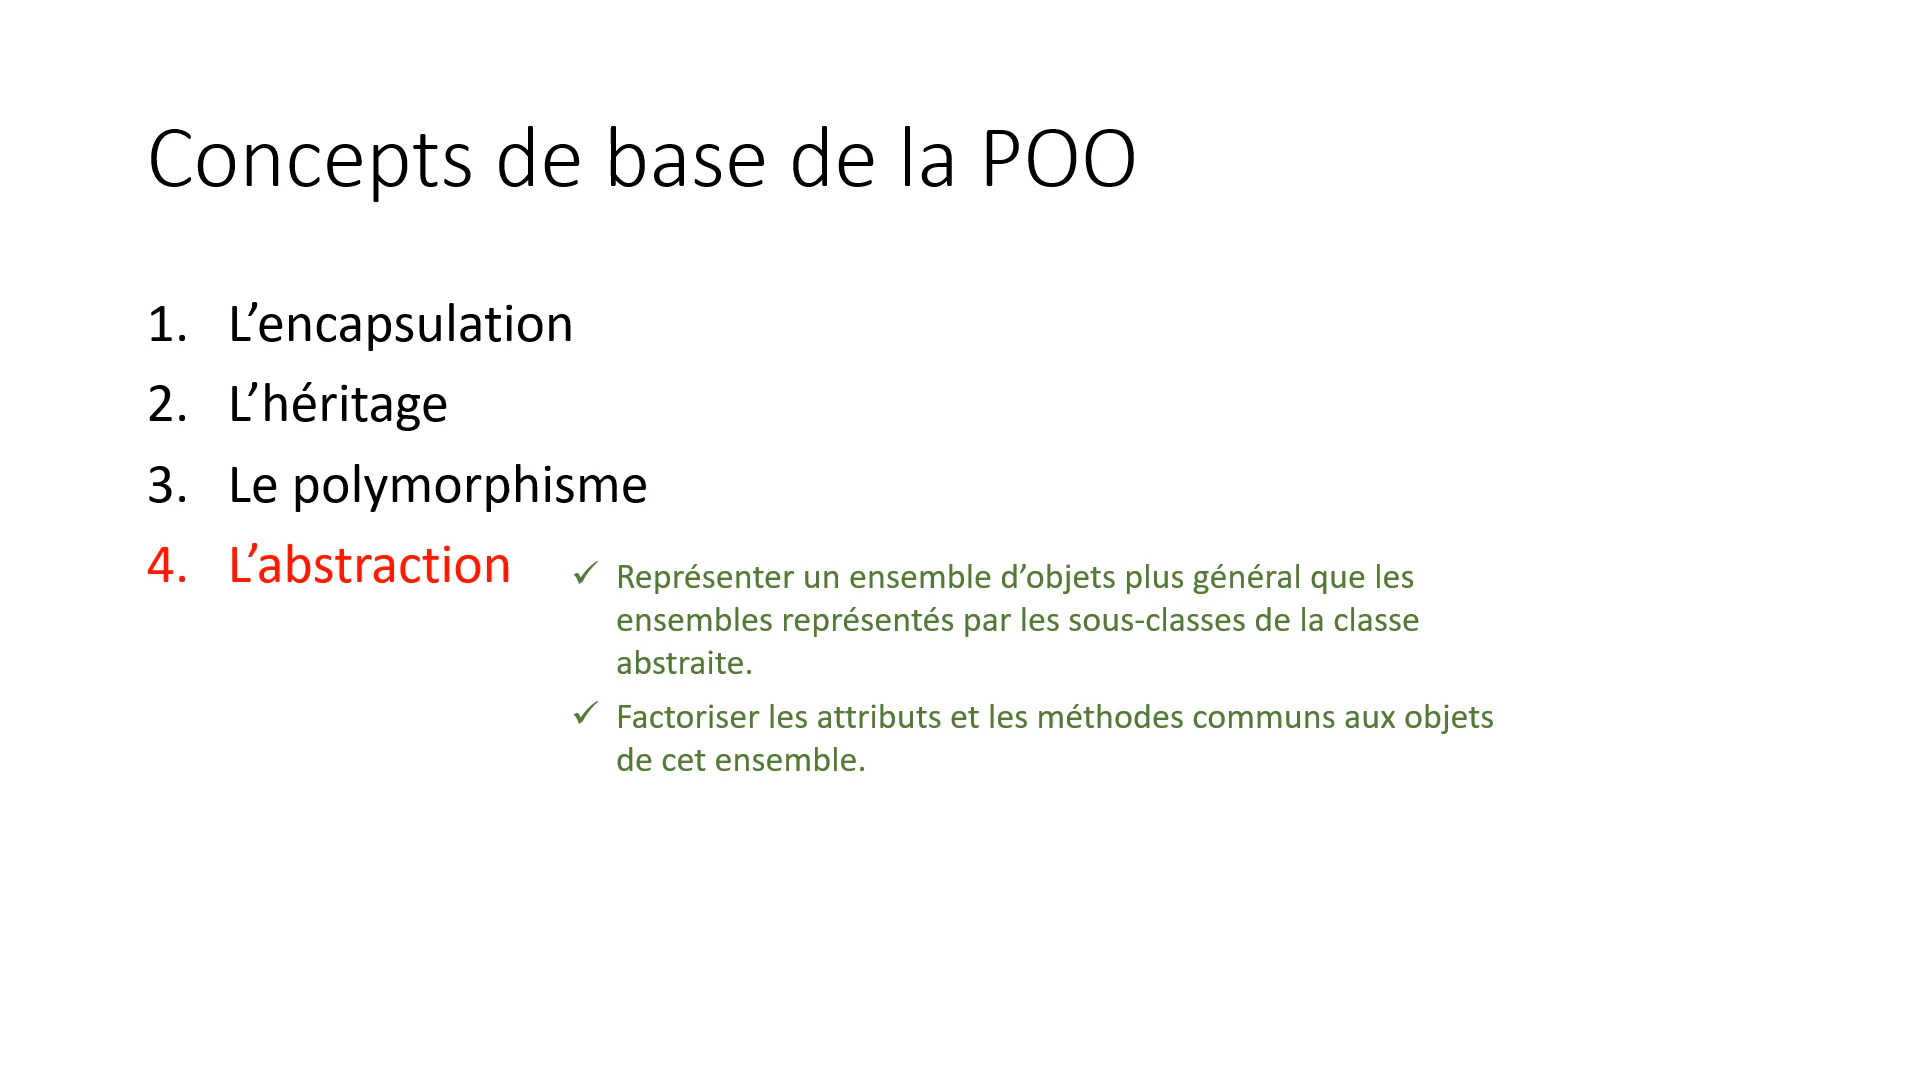 Concepts de base de la POO
1. L’encapsulation
2. L’héritage
3. Le polymorphisme
4. L’abstraction
✓ Représenter un ensemble d’objets plus général que les
ensembles représentés par les sous-classes de la classe
abstraite.
✓ Factoriser les attributs et les méthodes communs aux objets
de cet ensemble.